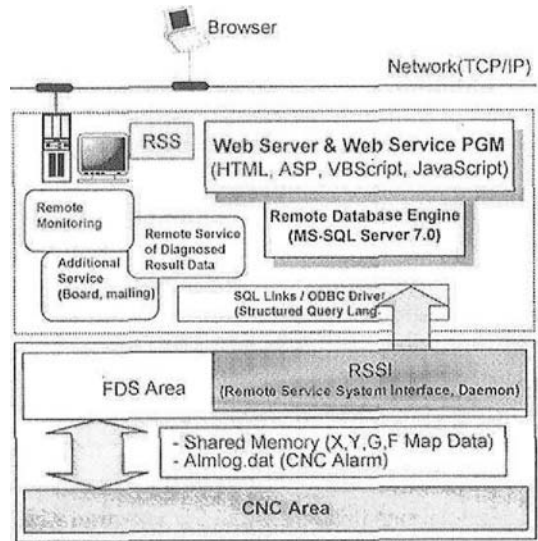 Browser
Network(TCP/IP)
RSS
Web Server & Web Service PGM
(HTML, ASP, VBScript, JavaScript)
Remote Database Engine
(MS-SQL Server 7.0)
Remote
Monitoring
Remote Service
of Diagnosed
Result Data
Additional
Service
(Board, mailing)
SQL Links / ODBC Driver
(Structured Query Lang.
RSSI
(Remote Service System Interface, Daemon)
FDS Area
- Shared Memory (X,Y,G,F Map Data)
- Almlog.dat (CNC Alarm)
CNC Area